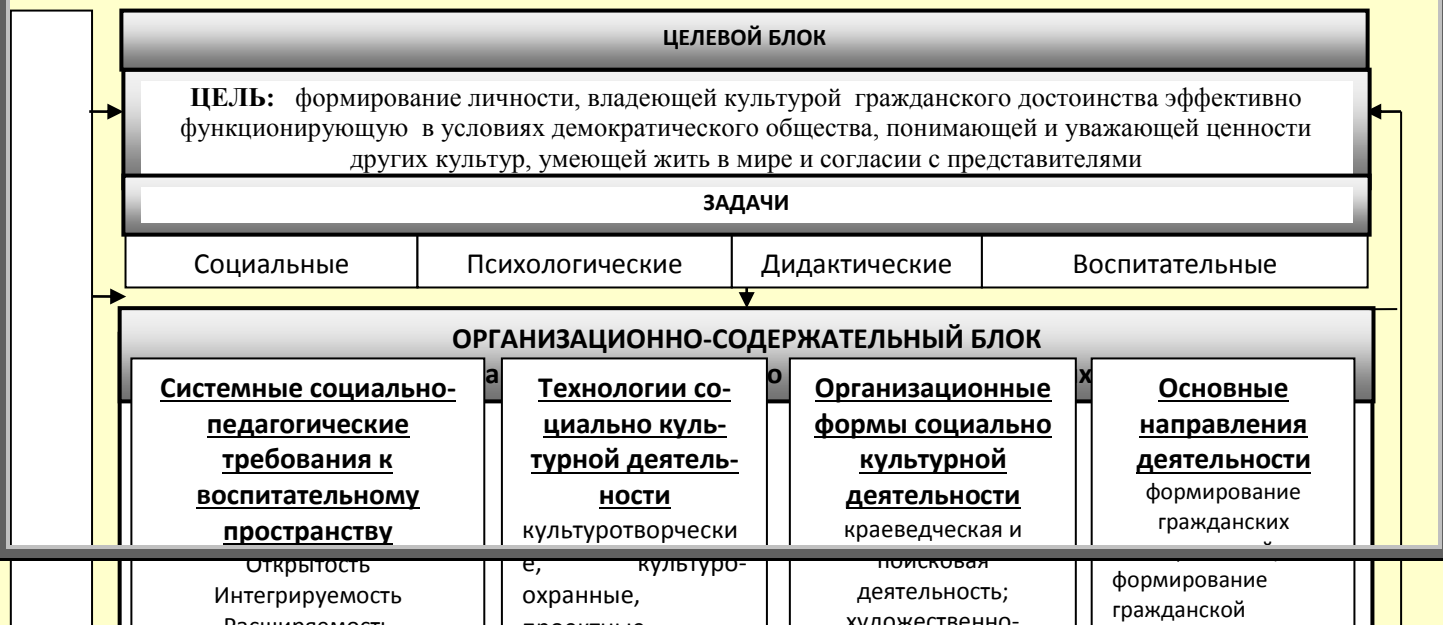 ЦЕЛЕВОЙ БЛОК
ЦЕЛЬ: формирование личности, владеющей культурой гражданского достоинства эффективно
функционирующую в условиях демократического общества, понимающей и уважающей ценности
других культур, умеющей жить в мире и согласии с представителями
ЗАДАЧИ
Социальные
Психологические
Дидактические
Воспитательные
ОРГАНИЗАЦИОННО-СОДЕРЖАТЕЛЬНЫЙ БЛОК
Системные социально-
педагогические
требования к
воспитательному
пространству
Открытость
Интегрируемость
Расширяемость
Технологии со-
циально куль-
турной деятель-
ности
культуротворчески
е, культуро-
охранные,
проектные
Организационные
формы социально
культурной
деятельности
краеведческая и
поисковая
деятельность;
художественно-
Основные
направления
деятельности
формирование
гражданских
формирование
гражданской